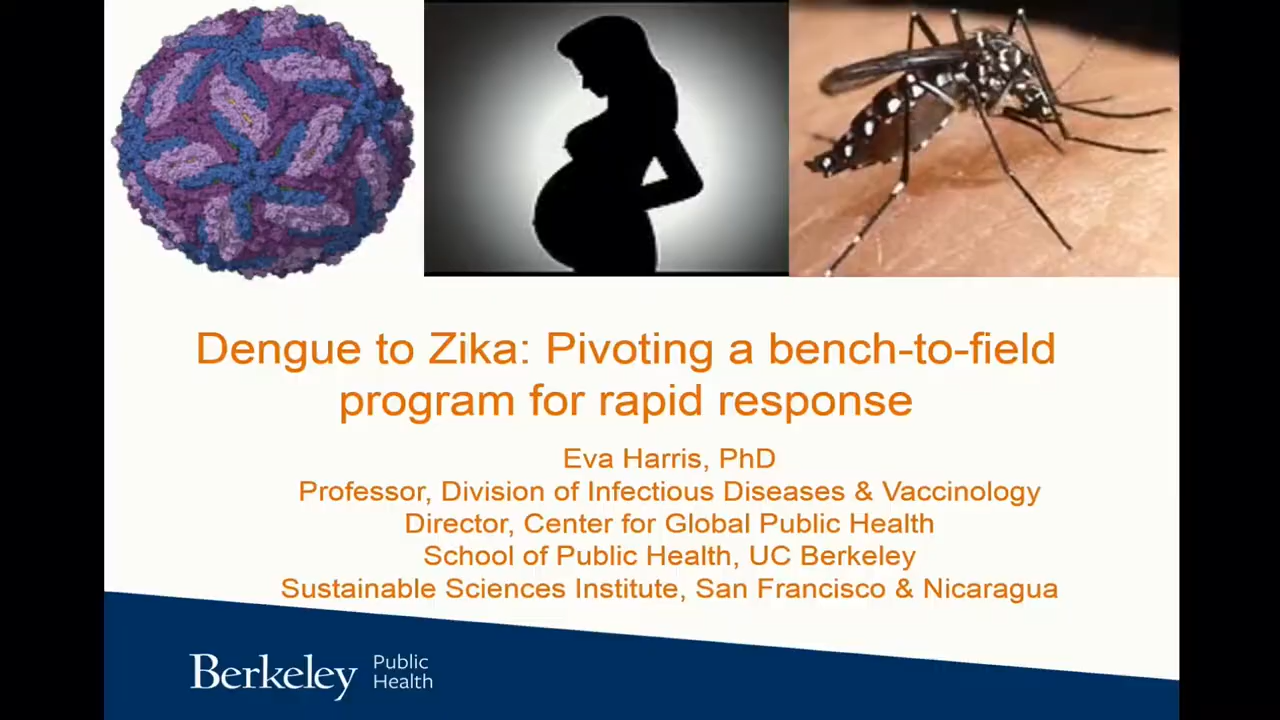 Dengue to Zika: Pivoting a bench-to-field
program for rapid response
Eva Harris, PhD
Professor, Division of Infectious Diseases & Vaccinology
Director, Center for Global Public Health
School of Public Health, UC Berkeley
Sustainable Sciences Institute, San Francisco & Nicaragua
Berkeley Public
Health